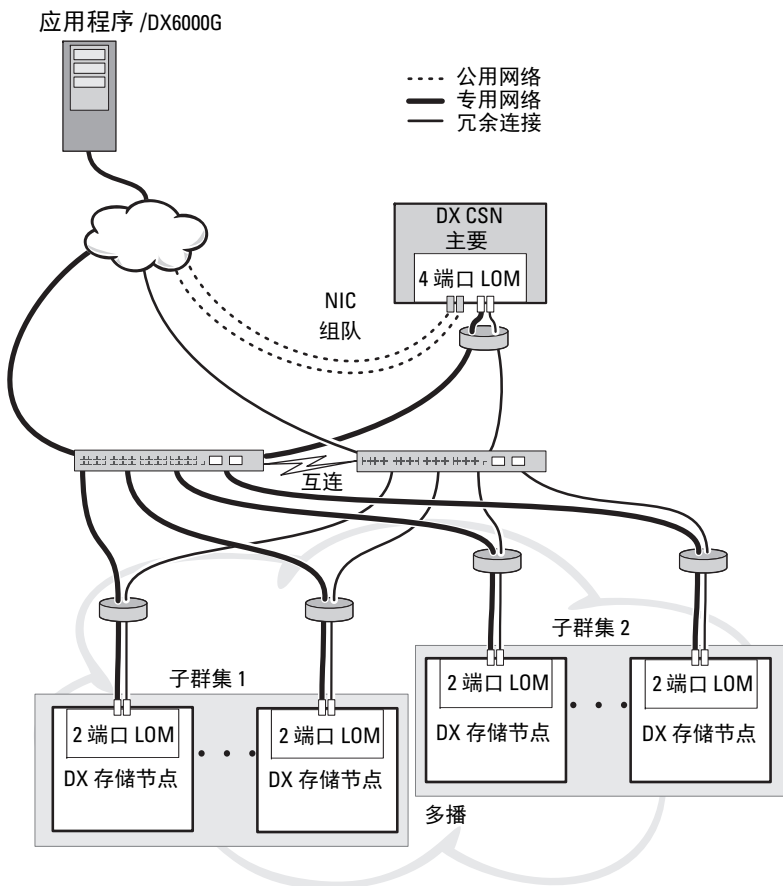 应用程序 /DX6000G
公用网络
专用网络
冗余连接
DX CSN
主要
4 端口 LOM
NIC
组队
互连
子群集 2
子群集 1
2 端口 LOM
DX 存储节点
2 端口 LOM
DX 存储节点
2 端口 LOM
DX 存储节点
2 端口 LOM
DX 存储节点
多播